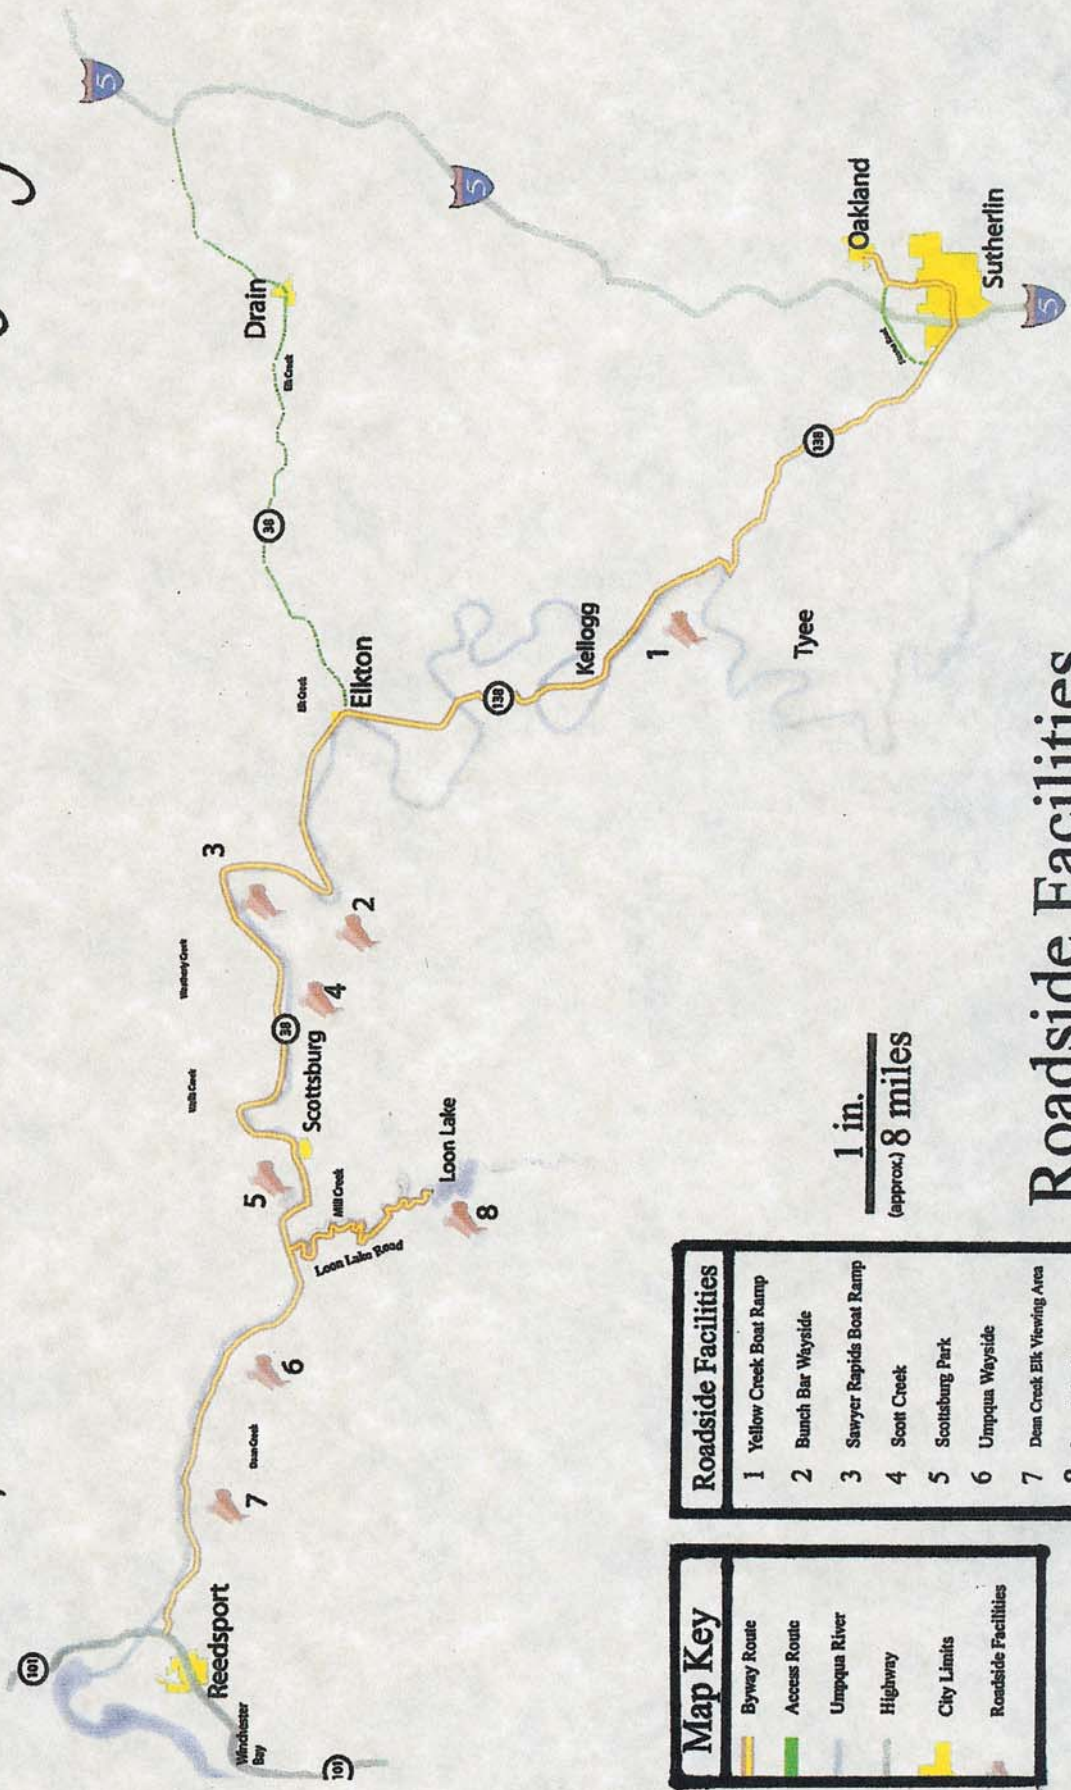 101
Winchester
Bay
101
Reedsport
7
Dean Creek
6
Loon Lake Road
Mill Creek
8
Loon Lake
5
Scottsburg
Wells Creek
38
4
Weatherly Creek
2
3
Elk Creek
Elkton
38
Elk Creek
Drain
5
5
138
Kellogg
1
Tyee
138
Oakland
Sutherlin
5
1 in.
(approx.) 8 miles
Map Key
Byway Route
Access Route
Umpqua River
Highway
City Limits
Roadside Facilities
Roadside Facilities
1 Yellow Creek Boat Ramp
2 Bunch Bar Wayside
3 Sawyer Rapids Boat Ramp
4 Scott Creek
5 Scottsburg Park
6 Umpqua Wayside
7 Dean Creek Elk Viewing Area
Roadside Facilities